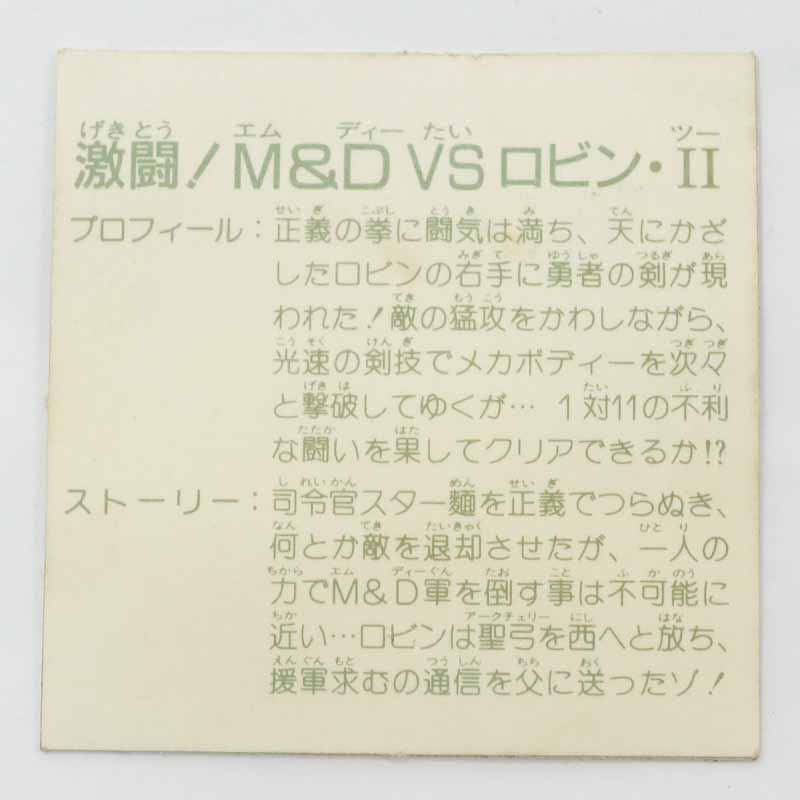 激闘！M&D VS ロビン・II
プロフィール：正義の拳に闘気は満ち、天にかざ
したロビンの右手に勇者の剣が現
われた！敵の猛攻をかわしながら、
光速の剣技でメカボディーを次々
と撃破してゆくが… 1対11の不利
な闘いを果してクリアできるか!?
ストーリー：司令官スター麺を正義でつらぬき、
何とか敵を退却させたが、一人の
力でM&D軍を倒す事は不可能に
近い…ロビンは聖弓を西へと放ち、
援軍求むの通信を父に送ったゾ！